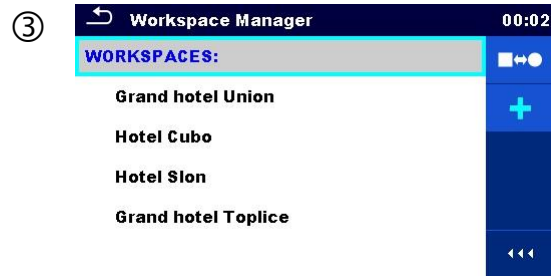 ③
Workspace Manager 00:02
WORKSPACES:
Grand hotel Union
Hotel Cubo
Hotel Slon
Grand hotel Toplice